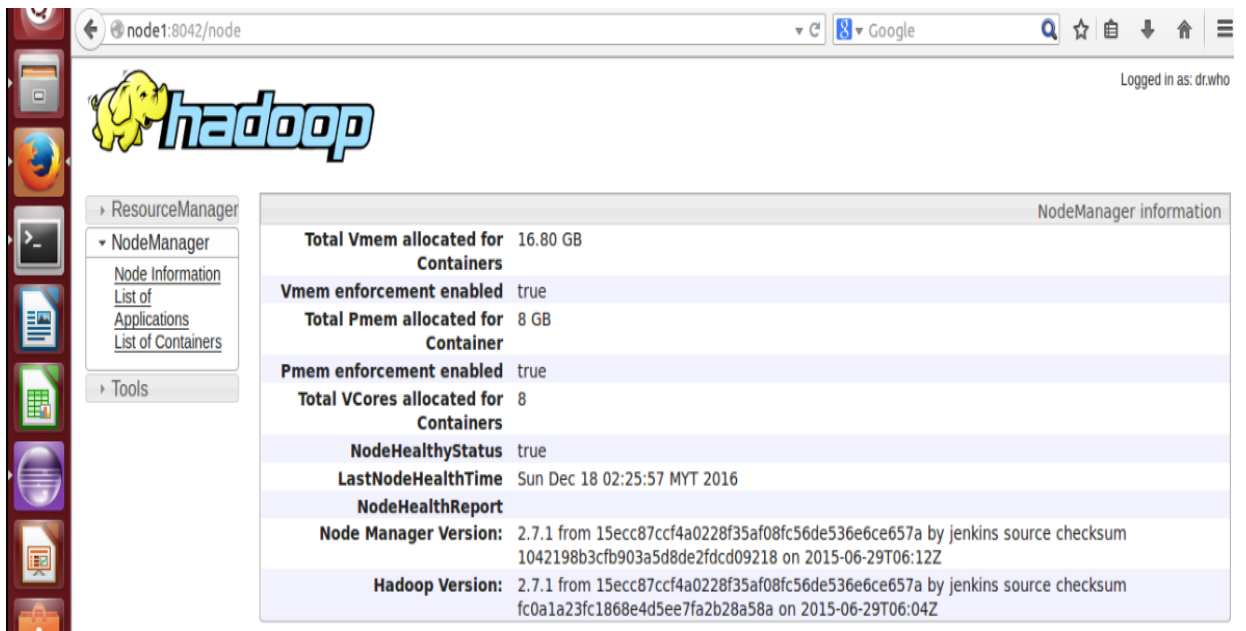 node1:8042/node
8
Google
Logged in as: dr.who
hadoop
ResourceManager
NodeManager
Node Information
List of
Applications
List of Containers
Tools
NodeManager information
Total Vmem allocated for 16.80 GB
Containers
Vmem enforcement enabled true
Total Pmem allocated for 8 GB
Container
Pmem enforcement enabled true
Total VCores allocated for 8
Containers
NodeHealthyStatus true
LastNodeHealthTime Sun Dec 18 02:25:57 MYT 2016
NodeHealthReport
Node Manager Version: 2.7.1 from 15ecc87ccf4a0228f35af08fc56de536e6ce657a by jenkins source checksum
1042198b3cfb903a5d8de2fdcd09218 on 2015-06-29T06:12Z
Hadoop Version: 2.7.1 from 15ecc87ccf4a0228f35af08fc56de536e6ce657a by jenkins source checksum
fc0a1a23fc1868e4d5ee7fa2b28a58a on 2015-06-29T06:04Z